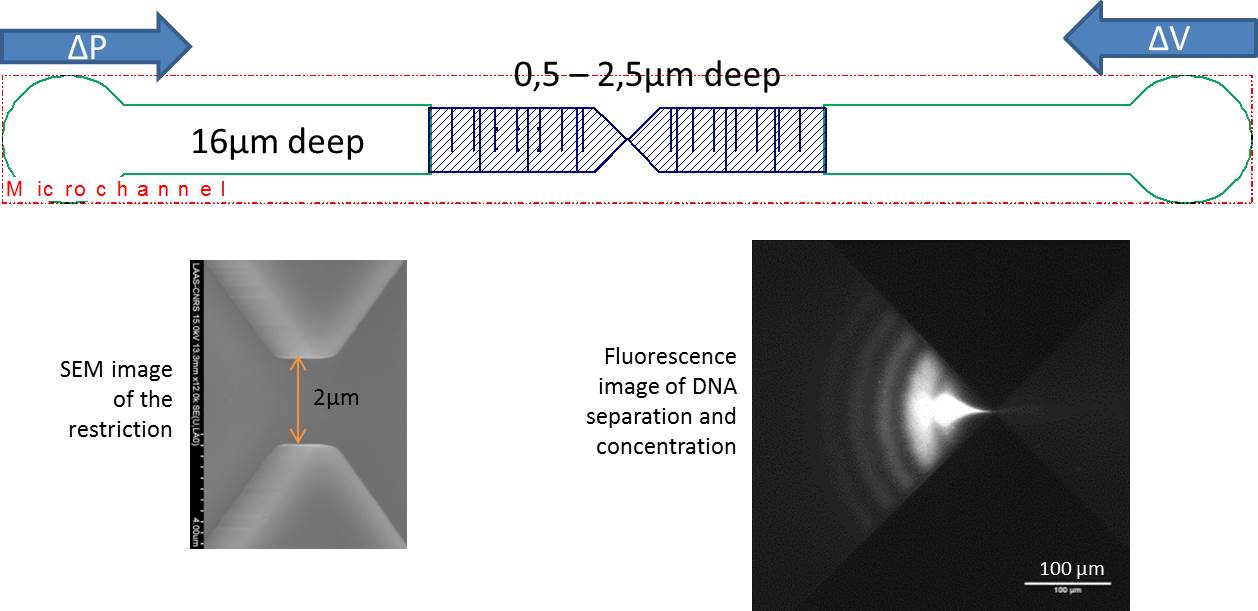 ΔP
ΔV
0,5 – 2,5µm deep
16µm deep
Microchannel
SEM image
of the
restriction
LAAS-CNRS 15.0kV 13.3mm x12.0k SE(U,LA0)
4.00um
2µm
Fluorescence
image of DNA
separation and
concentration
100 µm
100 µm